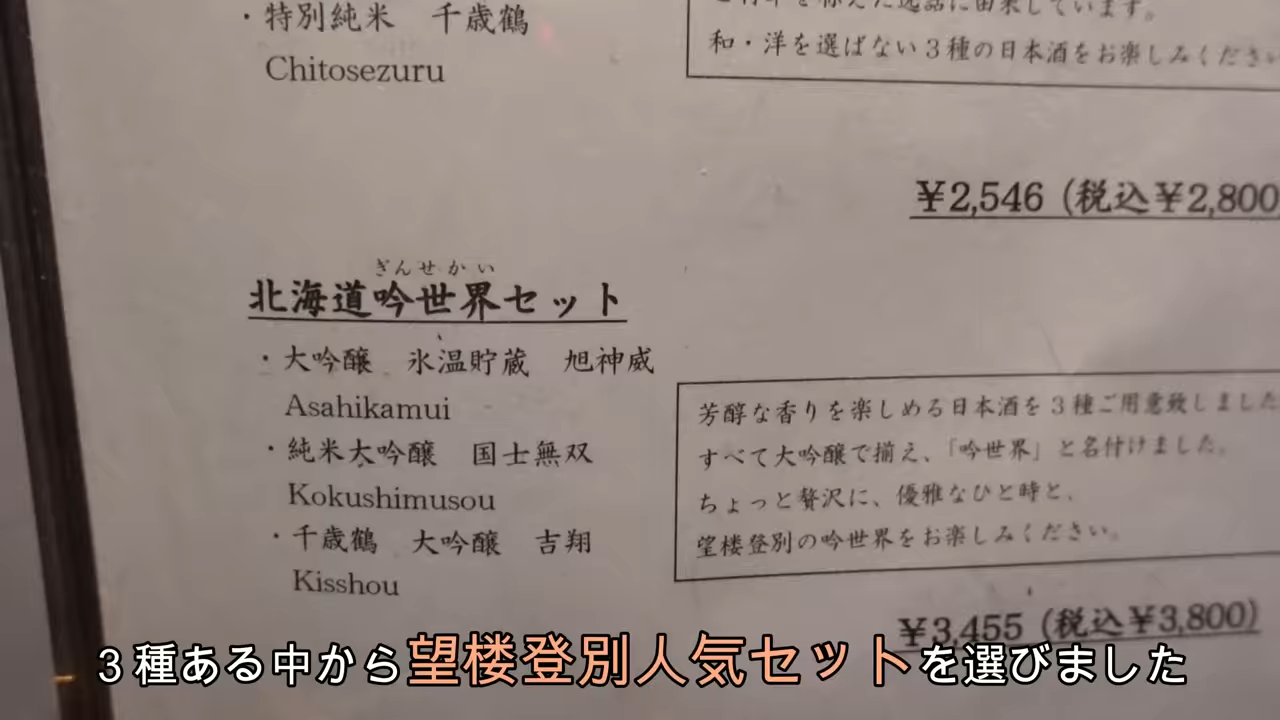 ・特別純米 千歳鶴
Chitosezuru
和・洋を選ばない3種の日本酒をお楽しみください
¥2,546 (税込¥2,800
ぎんせかい
北海道吟世界セット
・大吟醸 氷温貯蔵 旭神威
Asahikamui
・純米大吟醸 国士無双
Kokushimusou
・千歳鶴 大吟醸 吉翔
Kisshou
芳醇な香りを楽しめる日本酒を3種ご用意致しました
すべて大吟醸で揃え、「吟世界」と名付けました。
ちょっと贅沢に、優雅なひと時と、
望楼登別の吟世界をお楽しみください。
¥3,455 (税込¥3,800)
3種ある中から望楼登別人気セットを選びました